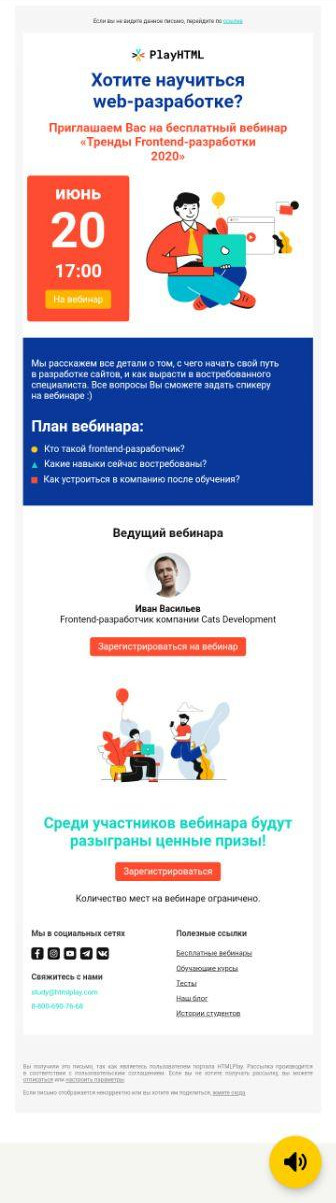 Если вы не видите данное письмо, перейдите по ссылке
PlayHTML
Хотите научиться
web-разработке?
Приглашаем Вас на бесплатный вебинар
«Тренды Frontend-разработки
2020»
ИЮНЬ
20
17:00
На вебинар
Мы расскажем все детали о том, с чего начать свой путь
в разработке сайтов, и как вырасти в востребованного
специалиста. Все вопросы Вы сможете задать спикеру
на вебинаре :)
План вебинара:
Кто такой frontend-разработчик?
Какие навыки сейчас востребованы?
Как устроиться в компанию после обучения?
Ведущий вебинара
Иван Васильев
Frontend-разработчик компании Cats Development
Зарегистрироваться на вебинар
Среди участников вебинара будут
разыграны ценные призы!
Зарегистрироваться
Количество мест на вебинаре ограничено.
Мы в социальных сетях
Свяжитесь с нами
study@htmlplay.com
8-800-690-76-68
Полезные ссылки
Бесплатные вебинары
Обучающие курсы
Тесты
Наш блог
Истории студентов
Вы получили это письмо, так как являетесь пользователем портала HTMLPlay. Рассылка производится
в соответствии с пользовательским соглашением. Если вы не хотите получать рассылку, вы можете
отписаться или настроить параметры.
Если письмо отображается некорректно или вы хотите им поделиться, жмите сюда